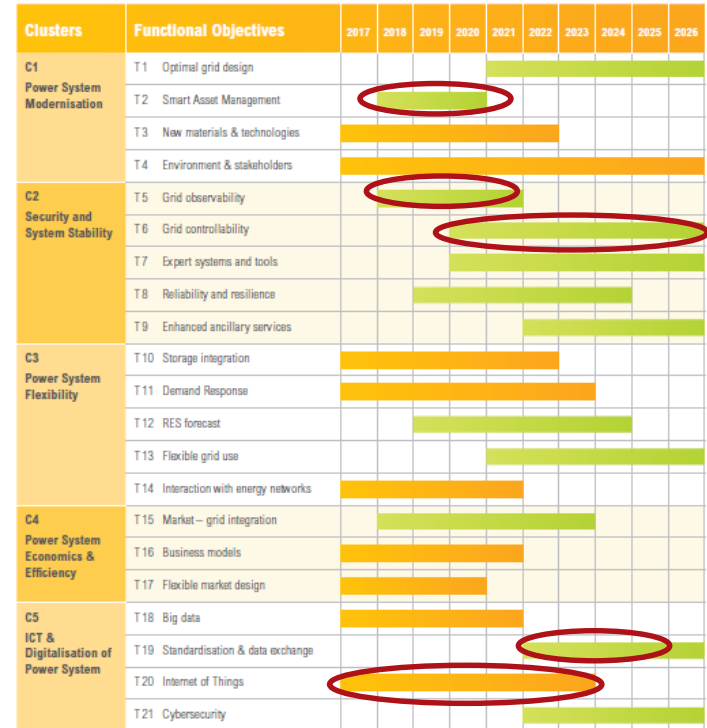 Clusters Functional Objectives 2017 2018 2019 2020 2021 2022 2023 2024 2025 2026
C1
Power System
Modernisation
T1 Optimal grid design
T2 Smart Asset Management
T3 New materials & technologies
T4 Environment & stakeholders
C2
Security and
System Stability
T5 Grid observability
T6 Grid controllability
T7 Expert systems and tools
T8 Reliability and resilience
T9 Enhanced ancillary services
C3
Power System
Flexibility
T10 Storage integration
T11 Demand Response
T12 RES forecast
T13 Flexible grid use
T14 Interaction with energy networks
C4
Power System
Economics &
Efficiency
T15 Market – grid integration
T16 Business models
T17 Flexible market design
C5
ICT &
Digitalisation of
Power System
T18 Big data
T19 Standardisation & data exchange
T20 Internet of Things
T21 Cybersecurity